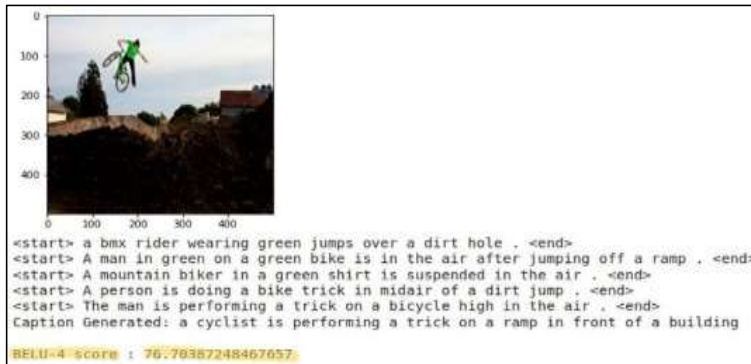 0
100
200
300
400
0 100 200 300 400
<start> a bmx rider wearing green jumps over a dirt hole . <end>
<start> A man in green on a green bike is in the air after jumping off a ramp . <end>
<start> A mountain biker in a green shirt is suspended in the air . <end>
<start> A person is doing a bike trick in midair of a dirt jump . <end>
<start> The man is performing a trick on a bicycle high in the air . <end>
Caption Generated: a cyclist is performing a trick on a ramp in front of a building
BELU-4 score : 76.70387248467657